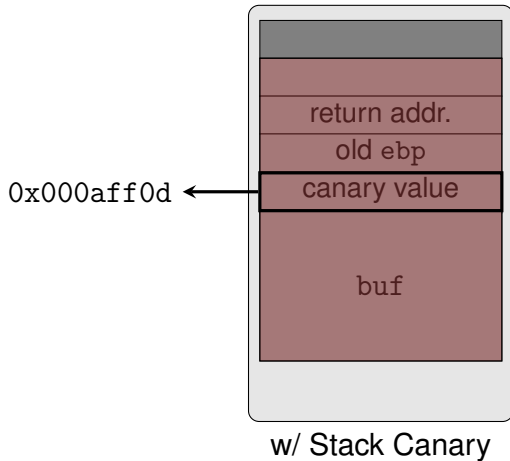 return addr.
old ebp
0x000aff0d
canary value
buf
w/ Stack Canary